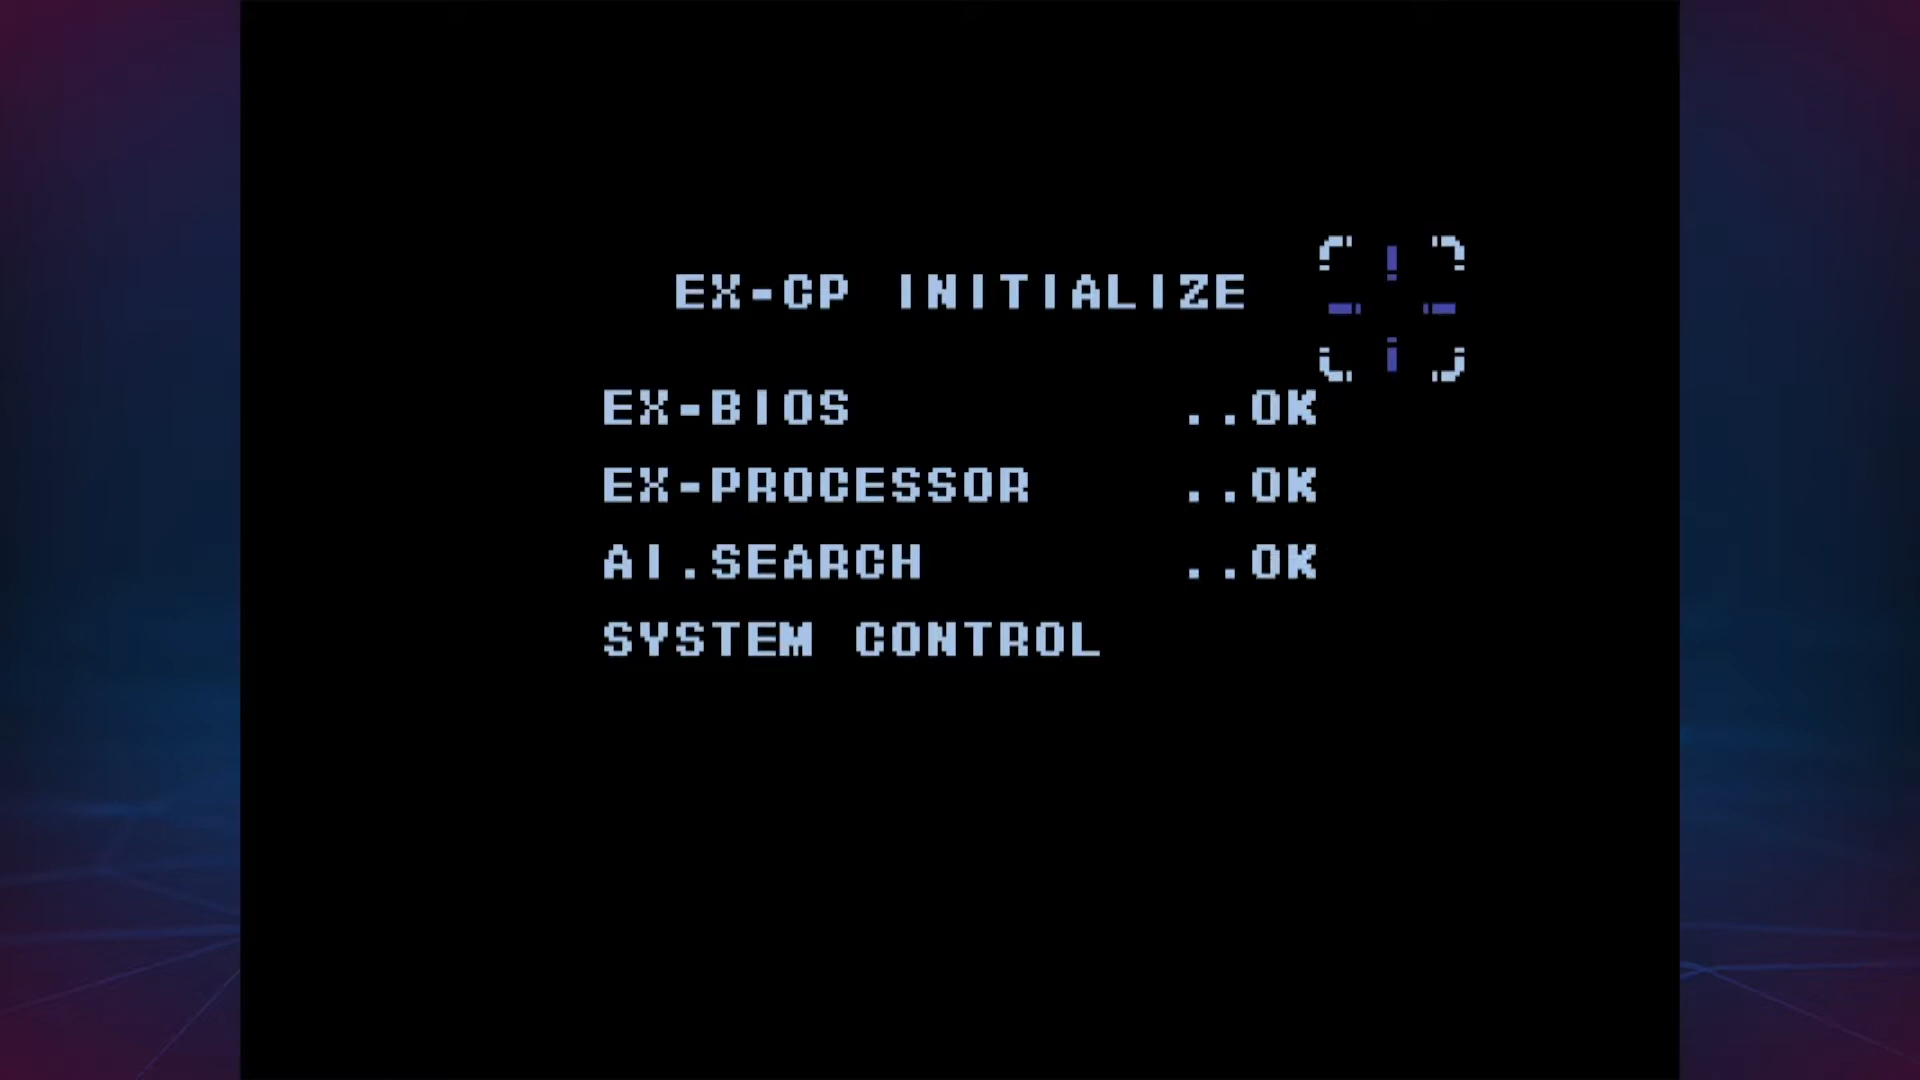 EX-CP INITIALIZE
EX-BIOS ..OK
EX-PROCESSOR ..OK
AI.SEARCH ..OK
SYSTEM CONTROL